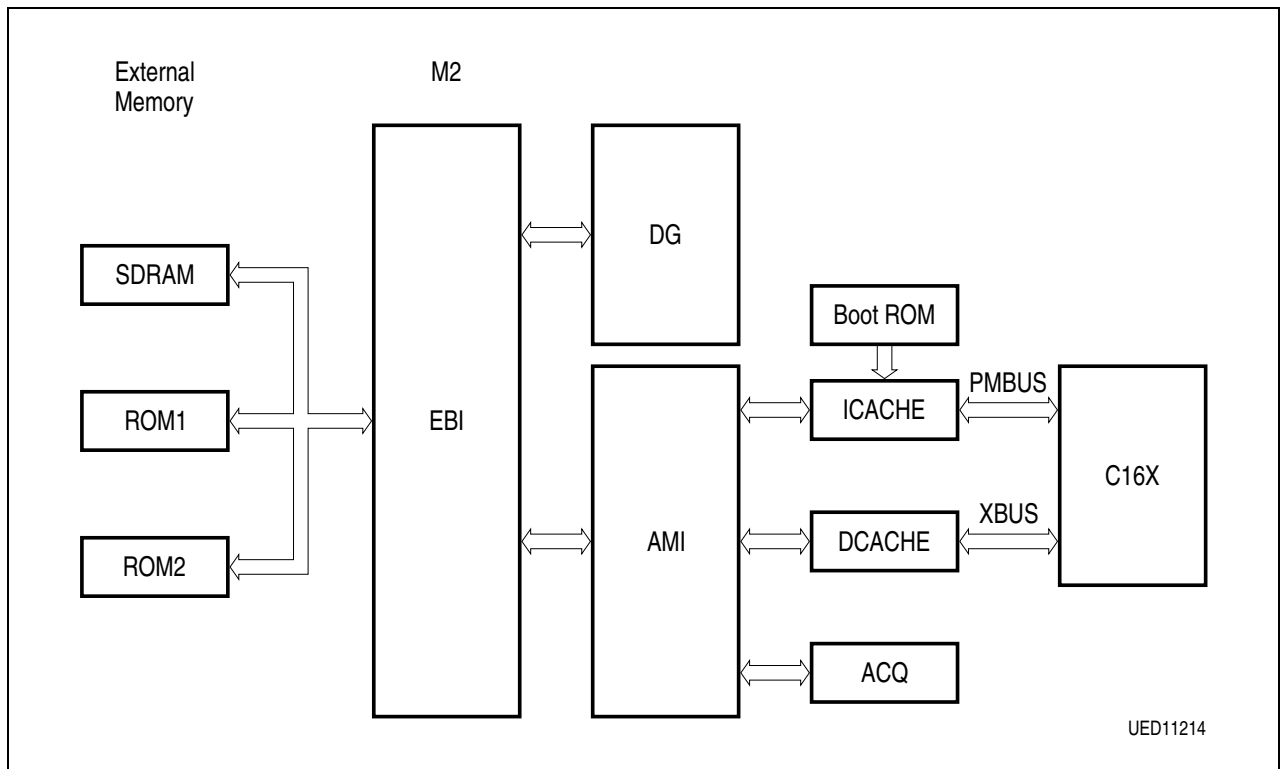 External
Memory
M2
SDRAM
ROM1
ROM2
EBI
DG
AMI
Boot ROM
ICACHE
DCACHE
ACQ
PMBUS
XBUS
C16X
UED11214